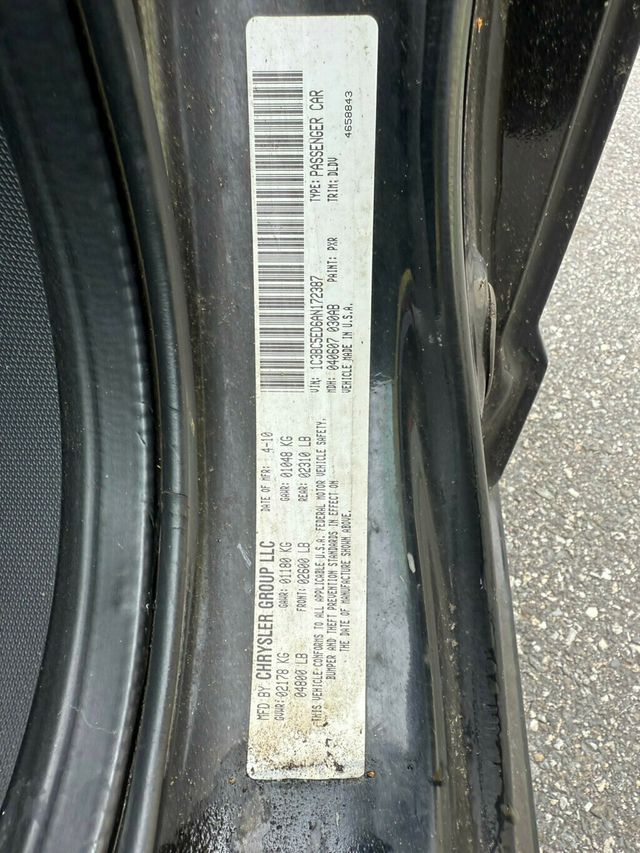 MFD BY CHRYSLER GROUP LLC
DATE OF MFR: 4-10
GVWR: 02178 KG
GAWR: 01180 KG
GAWR: 01048 KG
04800 LB
FRONT: 02600 LB
REAR: 02310 LB
THIS VEHICLE CONFORMS TO ALL APPLICABLE U.S.A. FEDERAL MOTOR VEHICLE SAFETY,
BUMPER AND THEFT PREVENTION STANDARDS IN EFFECT ON
THE DATE OF MANUFACTURE SHOWN ABOVE.
VIN: 1C3BC5ED6AN172387
TYPE: PASSENGER CAR
MDH: 040607 030AB
PAINT: PXR
TRIM: DLDV
VEHICLE MADE IN U.S.A.
4658843